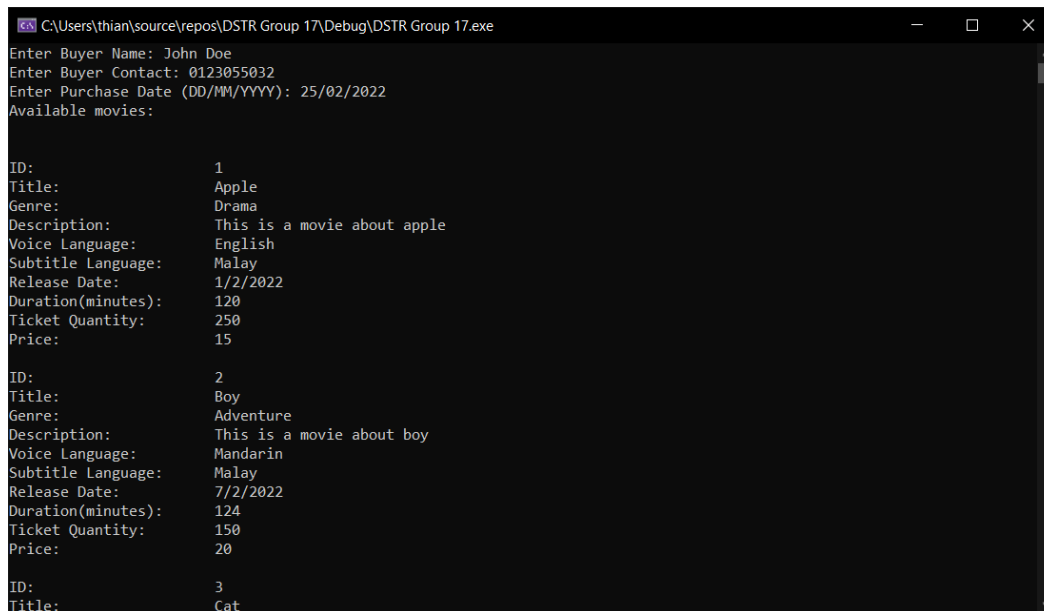 C:\Users\thian\source\repos\DSTR Group 17\Debug\DSTR Group 17.exe
Enter Buyer Name: John Doe
Enter Buyer Contact: 0123055032
Enter Purchase Date (DD/MM/YYYY): 25/02/2022
Available movies:
ID: 1
Title: Apple
Genre: Drama
Description: This is a movie about apple
Voice Language: English
Subtitle Language: Malay
Release Date: 1/2/2022
Duration(minutes): 120
Ticket Quantity: 250
Price: 15
ID: 2
Title: Boy
Genre: Adventure
Description: This is a movie about boy
Voice Language: Mandarin
Subtitle Language: Malay
Release Date: 7/2/2022
Duration(minutes): 124
Ticket Quantity: 150
Price: 20
ID: 3
Title: Cat